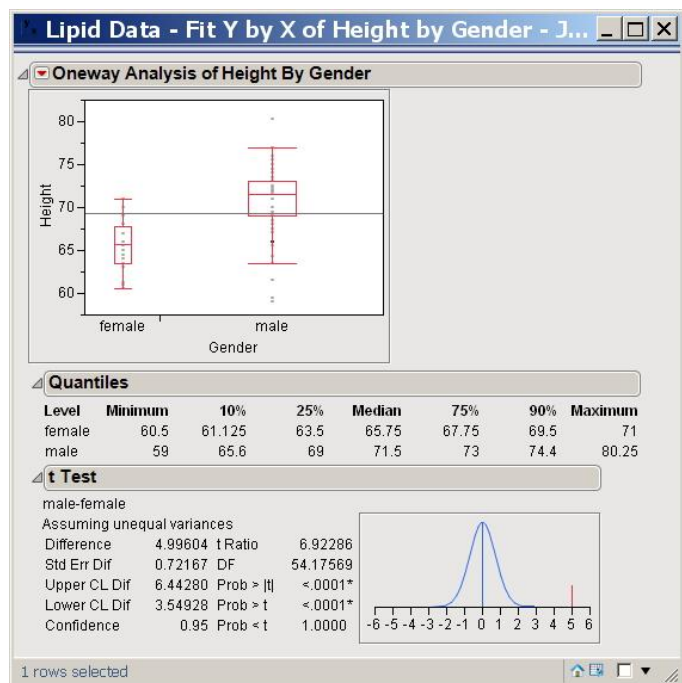 Lipid Data - Fit Y by X of Height by Gender - J...
Oneway Analysis of Height By Gender
80
75
70
65
60
Height
female male
Gender
Quantiles
Level Minimum 10% 25% Median 75% 90% Maximum
female 60.5 61.125 63.5 65.75 67.75 69.5 71
male 59 65.6 69 71.5 73 74.4 80.25
t Test
male-female
Assuming unequal variances
Difference 4.99604 t Ratio 6.92286
Std Err Dif 0.72167 DF 54.17569
Upper CL Dif 6.44280 Prob > |t| <.0001*
Lower CL Dif 3.54928 Prob > t <.0001*
Confidence 0.95 Prob < t 1.0000
-6 -5 -4 -3 -2 -1 0 1 2 3 4 5 6
1 rows selected